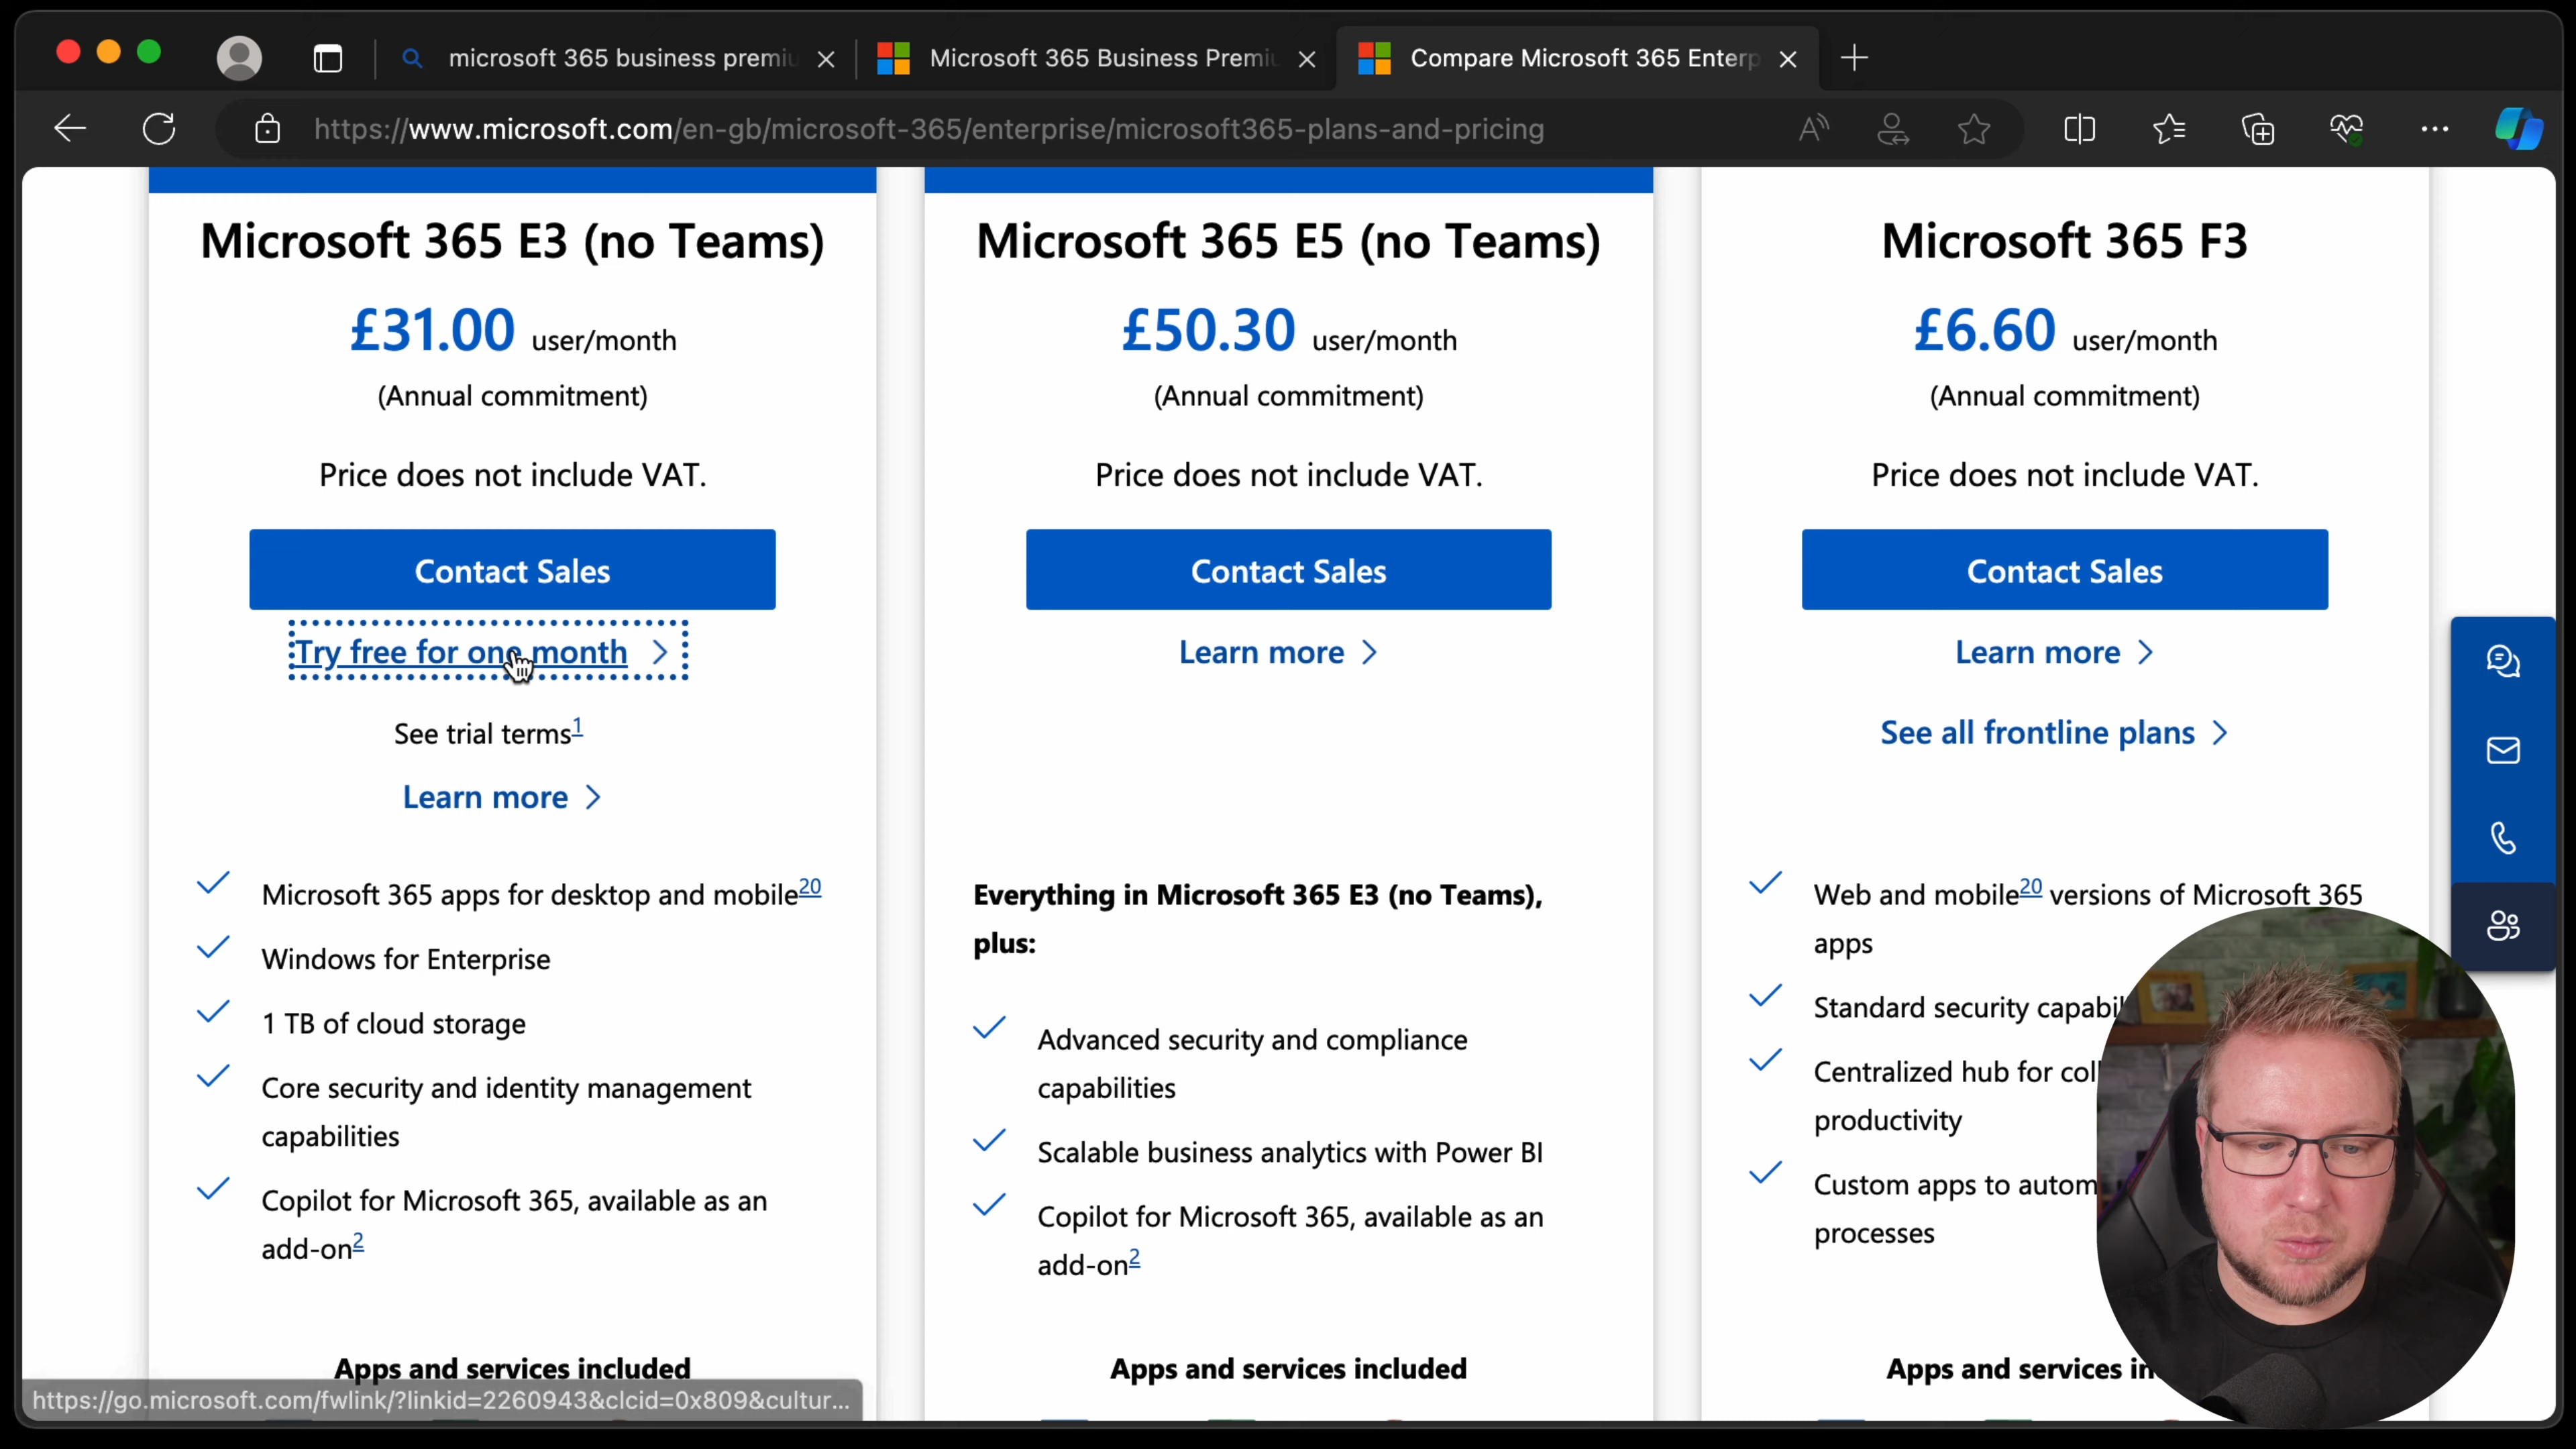 microsoft 365 business premiu
Microsoft 365 Business Premiu
Compare Microsoft 365 Enterp
https://www.microsoft.com/en-gb/microsoft-365/enterprise/microsoft365-plans-and-pricing
Microsoft 365 E3 (no Teams)
£31.00 user/month
(Annual commitment)
Price does not include VAT.
Contact Sales
Try free for one month
See trial terms1
Learn more
Microsoft 365 apps for desktop and mobile20
Windows for Enterprise
1 TB of cloud storage
Core security and identity management
capabilities
Copilot for Microsoft 365, available as an
add-on2
Apps and services included
Microsoft 365 E5 (no Teams)
£50.30 user/month
(Annual commitment)
Price does not include VAT.
Contact Sales
Learn more
Everything in Microsoft 365 E3 (no Teams),
plus:
Advanced security and compliance
capabilities
Scalable business analytics with Power BI
Copilot for Microsoft 365, available as an
add-on2
Apps and services included
Microsoft 365 F3
£6.60 user/month
(Annual commitment)
Price does not include VAT.
Contact Sales
Learn more
See all frontline plans
Web and mobile20 versions of Microsoft 365
apps
Standard security capabil
Centralized hub for coll
productivity
Custom apps to autom
processes
Apps and services in
https://go.microsoft.com/fwlink/?linkid=2260943&clcid=0x809&cultur...